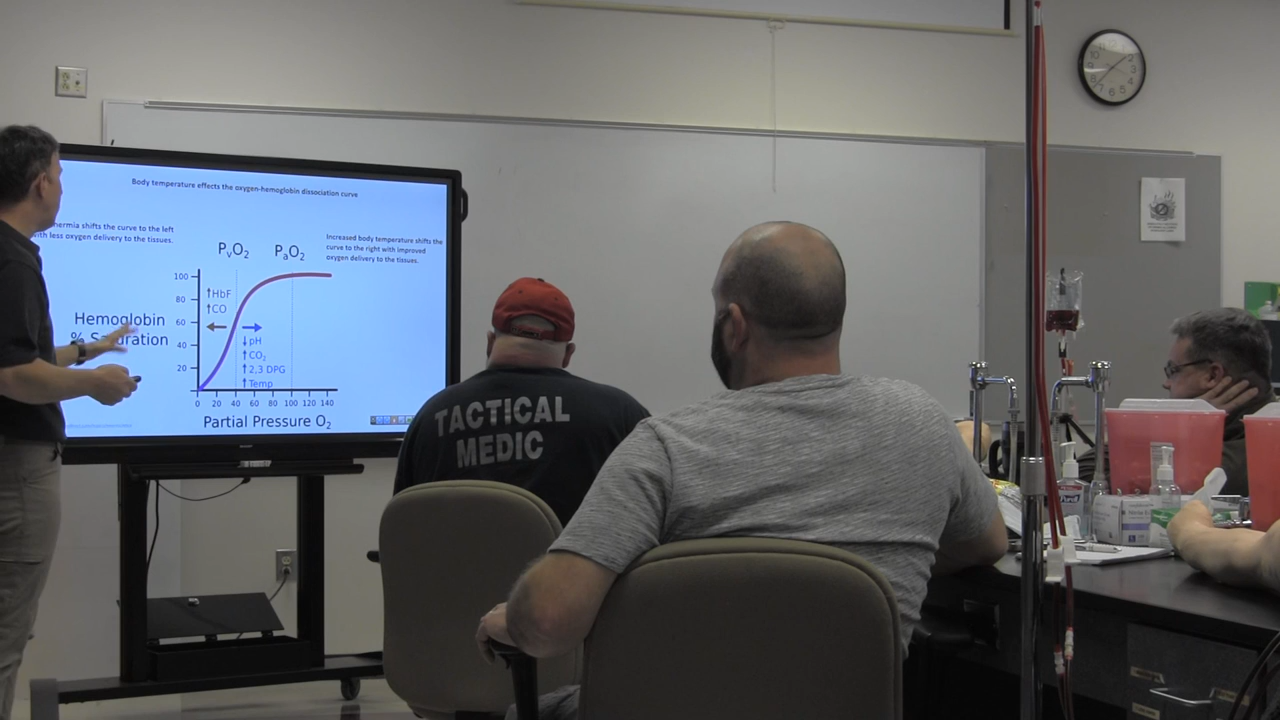 Body temperature effects the oxygen-hemoglobin dissociation curve
shifts the curve to the left
less oxygen delivery to the tissues.
Increased body temperature shifts the
curve to the right with improved
oxygen delivery to the tissues.
PvO2
PaO2
100
80
60
40
20
↑HbF
↑CO
↓pH
↑CO2
↑2,3 DPG
↑Temp
Hemoglobin
% Saturation
0 20 40 60 80 100 120 140
Partial Pressure O2
TACTICAL
MEDIC
Purell